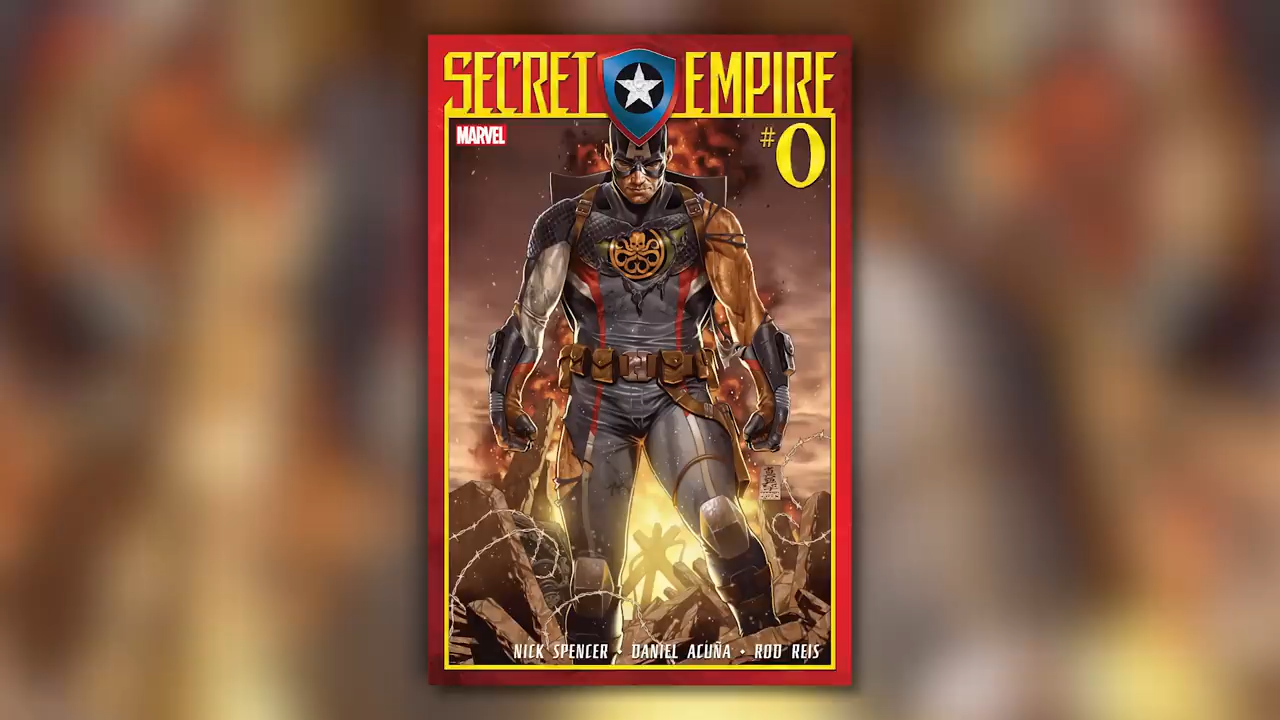 SECRET EMPIRE
MARVEL
#0
NICK SPENCER • DANIEL ACUÑA • ROD REIS